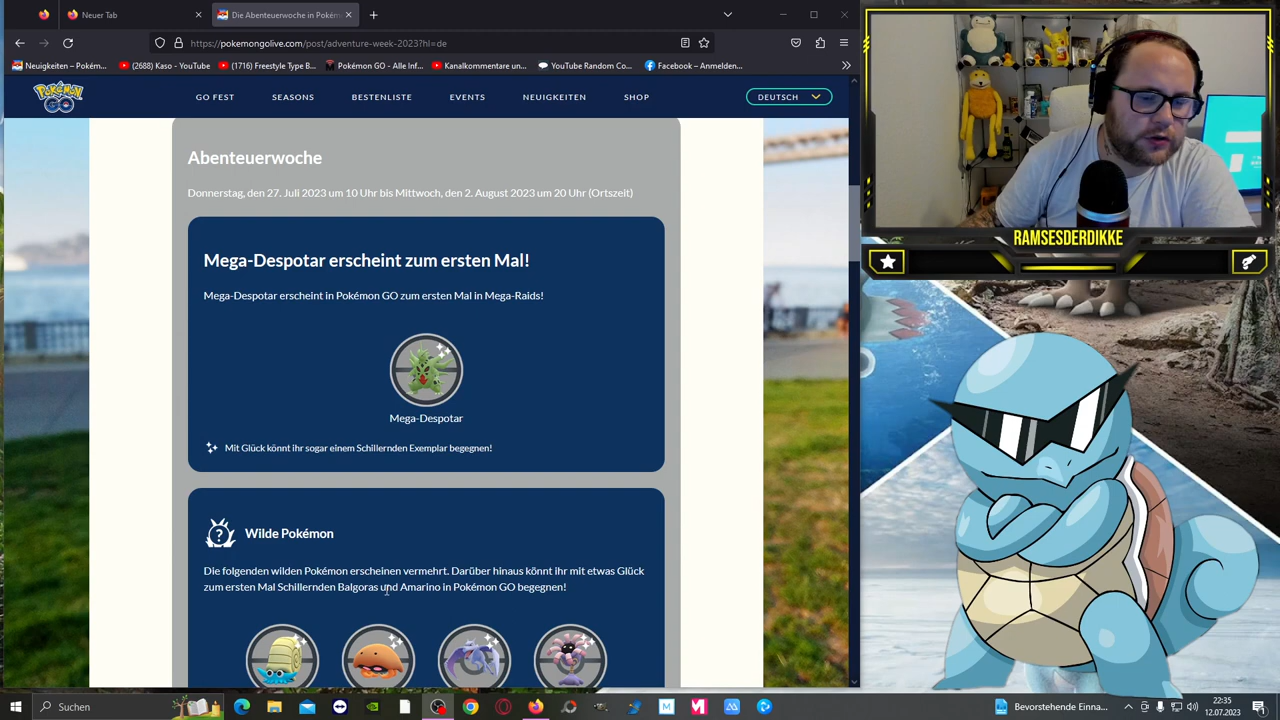 Neuer Tab
Die Abenteuerwoche in Pokém
https://pokemongolive.com/post/adventure-week-2023?hl=de
Neuigkeiten – Pokém...
(2688) Kaso - YouTube
(1716) Freestyle Type B...
Pokémon GO - Alle Inf...
Kanalkommentare un...
YouTube Random Co...
Facebook – Anmelden...
Pokémon GO
GO FEST
SEASONS
BESTENLISTE
EVENTS
NEUIGKEITEN
SHOP
DEUTSCH
Abenteuerwoche
Donnerstag, den 27. Juli 2023 um 10 Uhr bis Mittwoch, den 2. August 2023 um 20 Uhr (Ortszeit)
Mega-Despotar erscheint zum ersten Mal!
Mega-Despotar erscheint in Pokémon GO zum ersten Mal in Mega-Raids!
Mega-Despotar
Mit Glück könnt ihr sogar einem Schillernden Exemplar begegnen!
Wilde Pokémon
Die folgenden wilden Pokémon erscheinen vermehrt. Darüber hinaus könnt ihr mit etwas Glück
zum ersten Mal Schillernden Balgoras und Amarino in Pokémon GO begegnen!
RAMSESDERDIKKE
Suchen
Bevorstehende Einna...
22:35
12.07.2023